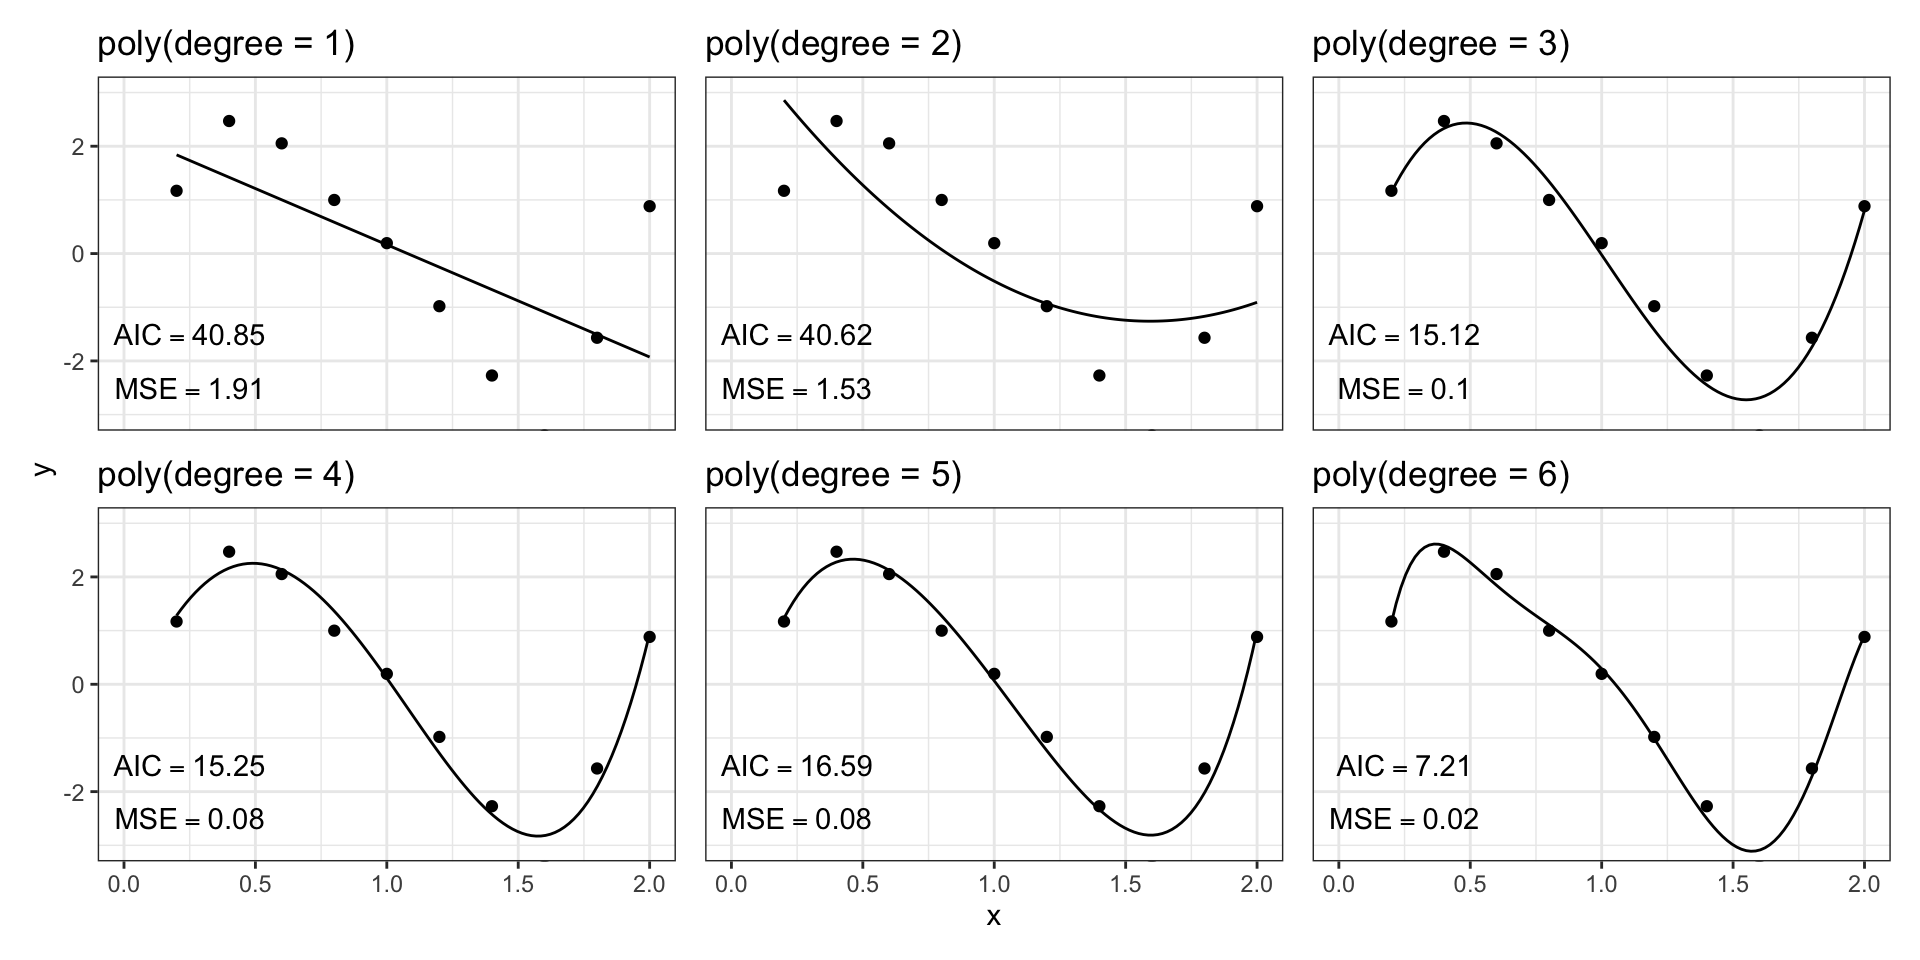 poly(degree = 1)
poly(degree = 2)
poly(degree = 3)
2
0
-2
AIC = 40.85
MSE = 1.91
AIC = 40.62
MSE = 1.53
AIC = 15.12
MSE = 0.1
y
poly(degree = 4)
poly(degree = 5)
poly(degree = 6)
2
0
-2
AIC = 15.25
MSE = 0.08
AIC = 16.59
MSE = 0.08
AIC = 7.21
MSE = 0.02
0.0 0.5 1.0 1.5 2.0
0.0 0.5 1.0 1.5 2.0
0.0 0.5 1.0 1.5 2.0
x